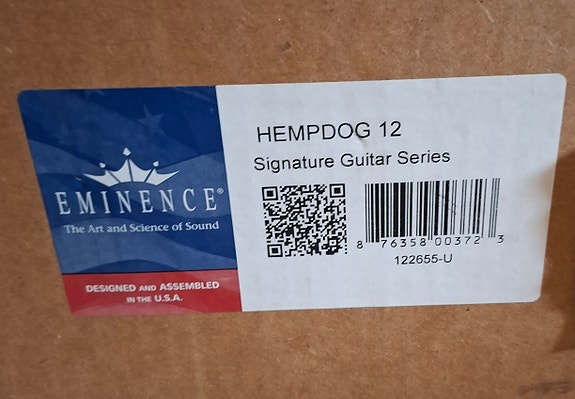 EMINENCE®
The Art and Science of Sound
DESIGNED AND ASSEMBLED
IN THE U.S.A.
HEMPDOG 12
Signature Guitar Series
8 76358 00372 3
122655-U